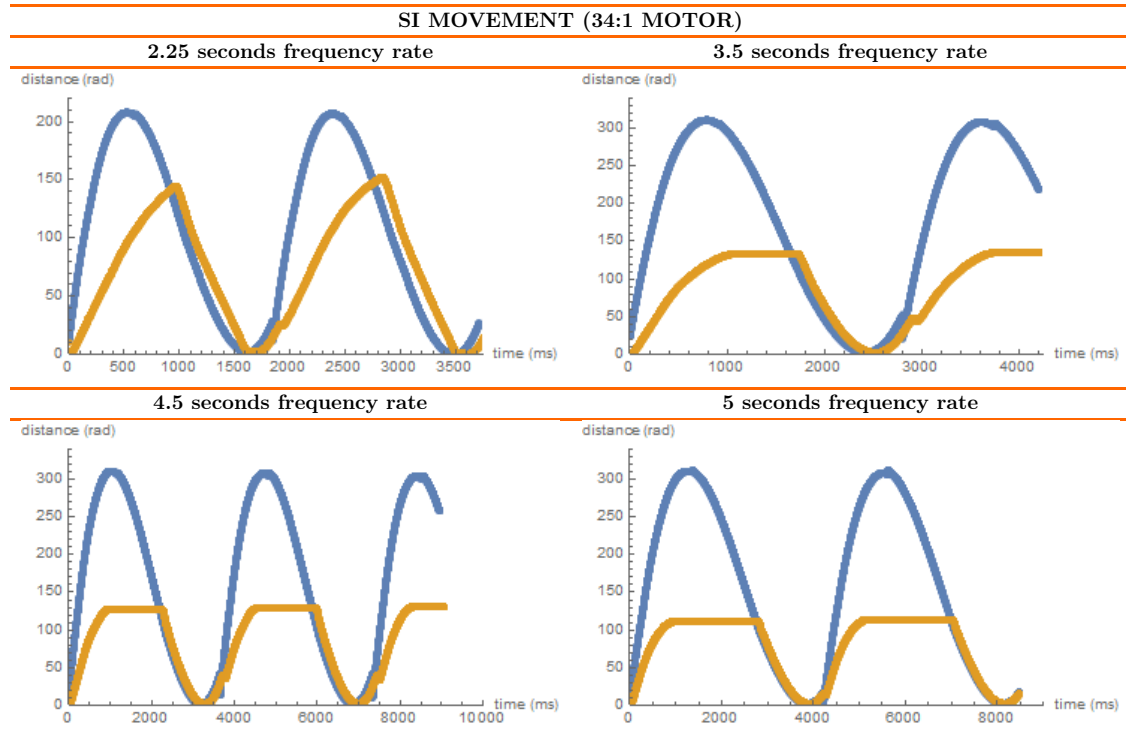 SI MOVEMENT (34:1 MOTOR)
2.25 seconds frequency rate
3.5 seconds frequency rate
distance (rad)
200
150
100
50
0
0 500 1000 1500 2000 2500 3000 3500 time (ms)
distance (rad)
300
250
200
150
100
50
0
0 1000 2000 3000 4000 time (ms)
4.5 seconds frequency rate
5 seconds frequency rate
distance (rad)
300
250
200
150
100
50
0
0 2000 4000 6000 8000 10000 time (ms)
distance (rad)
300
250
200
150
100
50
0
0 2000 4000 6000 8000 time (ms)